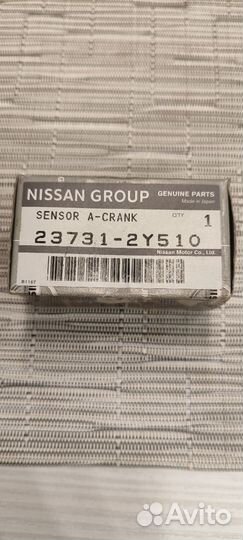 NISSAN GROUP
GENUINE PARTS
Made in Japan
SENSOR A-CRANK
QTY
1
23731-2Y510
Nissan Motor Co., Ltd.
Avito